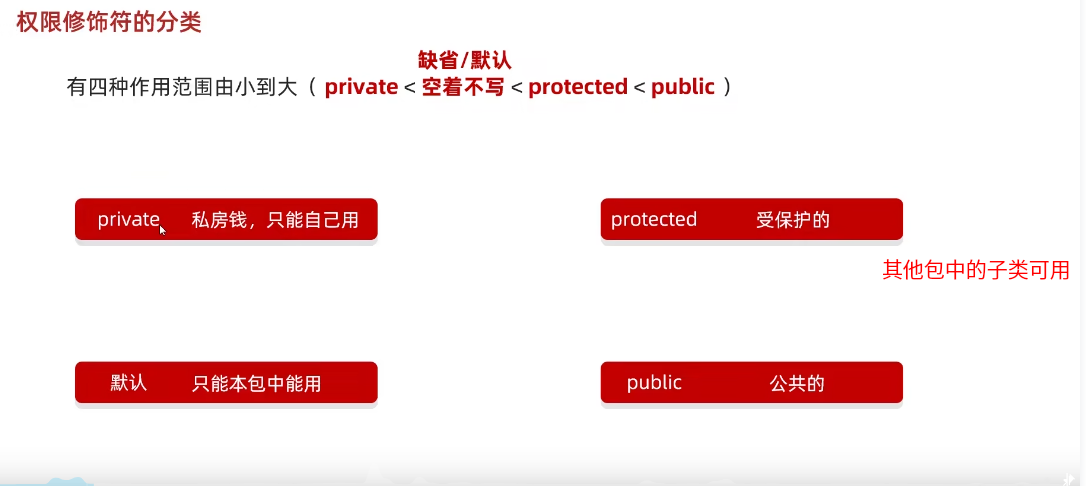 权限修饰符的分类
缺省/默认
有四种作用范围由小到大（ private < 空着不写 < protected < public ）
private 私房钱，只能自己用
protected 受保护的
其他包中的子类可用
默认 只能本包中能用
public 公共的